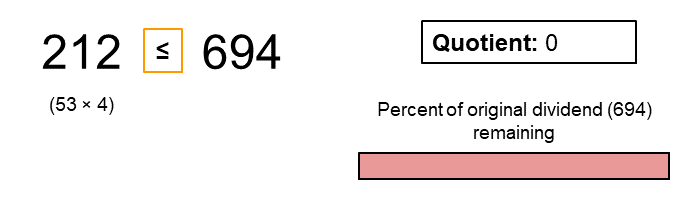 212 ≤ 694
(53 × 4)
Quotient: 0
Percent of original dividend (694)
remaining